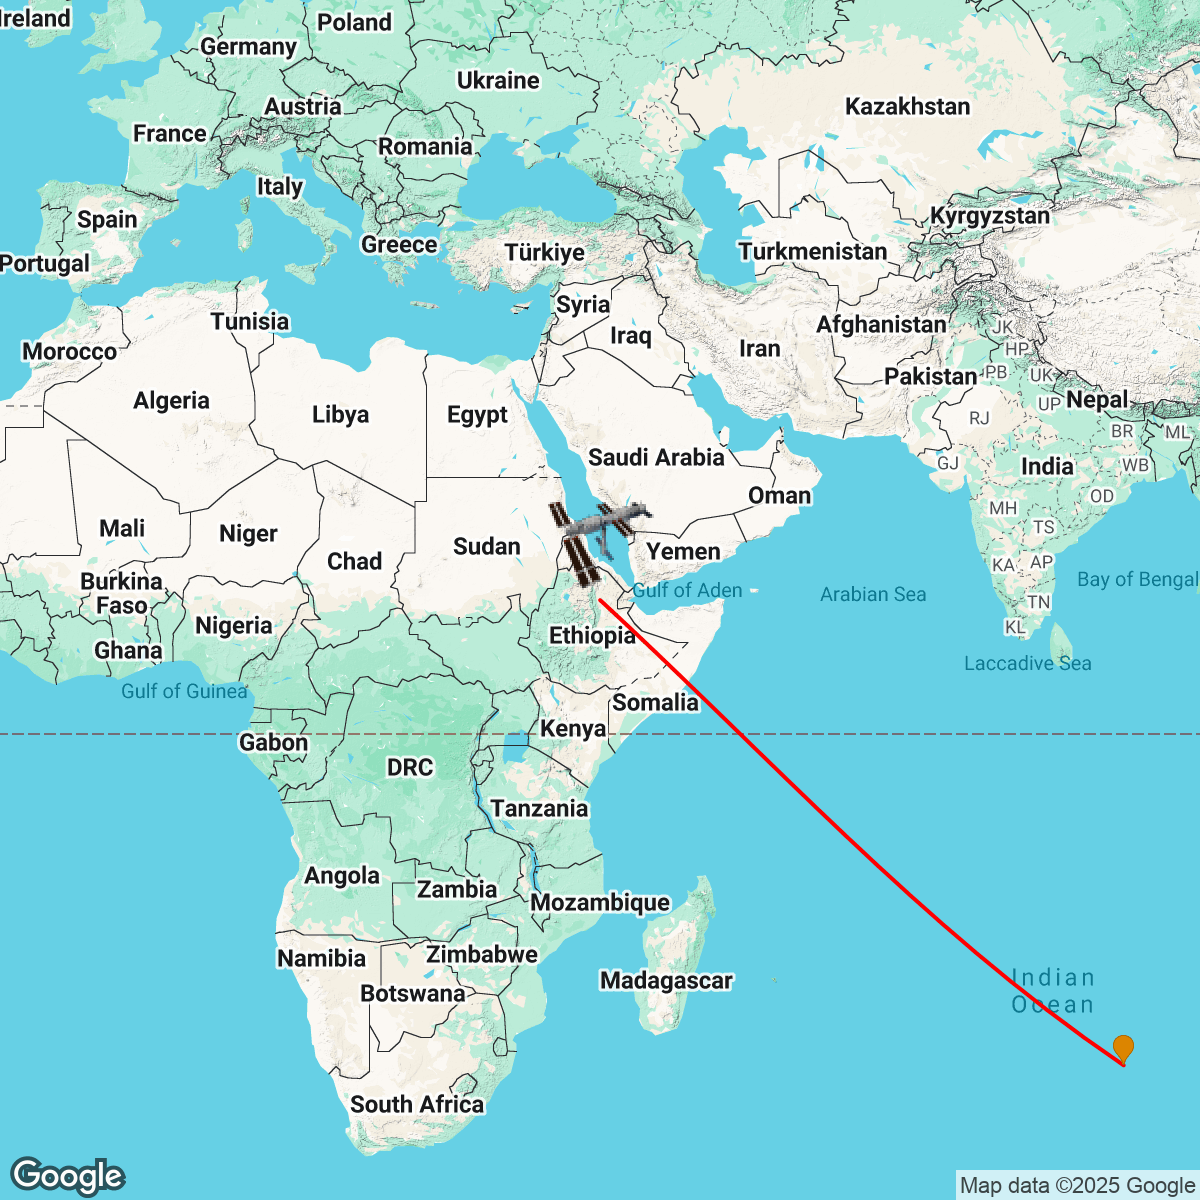 Ireland
Poland
Germany
Ukraine
Austria
Kazakhstan
France
Romania
Italy
Spain
Kyrgyzstan
Greece
Türkiye
Turkmenistan
Portugal
Syria
Tunisia
Iraq
Afghanistan
JK
Morocco
Iran
HP
Pakistan
PB
UK
Algeria
Libya
Egypt
UP
Nepal
RJ
BR
ML
Saudi Arabia
GJ
India
WB
Oman
OD
MH
Mali
Niger
Chad
Sudan
Yemen
TS
KA
AP
Burkina
Faso
Gulf of Aden
Arabian Sea
Bay of Bengal
TN
Nigeria
Ethiopia
KL
Ghana
Laccadive Sea
Gulf of Guinea
Somalia
Kenya
Gabon
DRC
Tanzania
Angola
Zambia
Mozambique
Namibia
Zimbabwe
Madagascar
Indian
Ocean
Botswana
South Africa
Google
Map data ©2025 Google